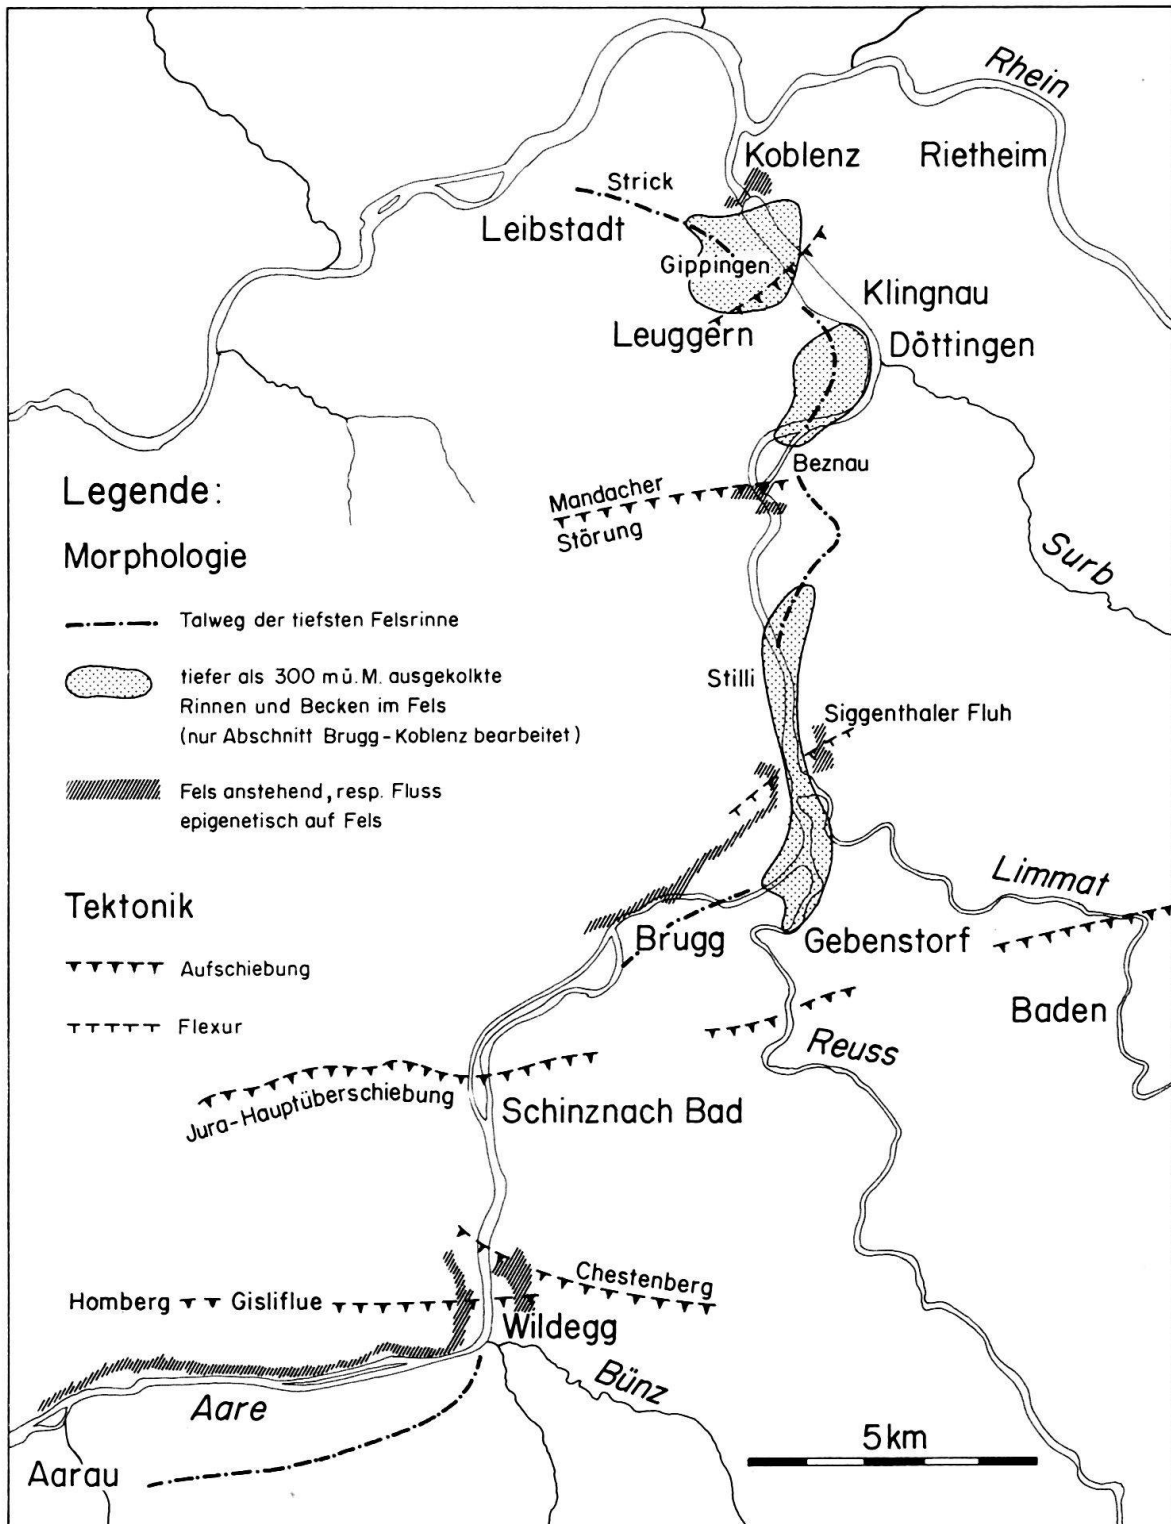 Rhein
Koblenz
Rietheim
Strick
Leibstadt
Gippingen
Klingnau
Leuggern
Döttingen
Beznau
Mandacher
Störung
Surb
Legende:
Morphologie
Talweg der tiefsten Felsrinne
tiefer als 300 mü.M. ausgekolkte
Rinnen und Becken im Fels
(nur Abschnitt Brugg-Koblenz bearbeitet)
Fels anstehend, resp. Fluss
epigenetisch auf Fels
Tektonik
Aufschiebung
Flexur
Stilli
Siggenthaler Fluh
Limmat
Brugg
Gebenstorf
Baden
Reuss
Jura-Hauptüberschiebung
Schinznach Bad
Chestenberg
Homberg
Gisliflue
Wildegg
Bünz
Aare
5km
Aarau